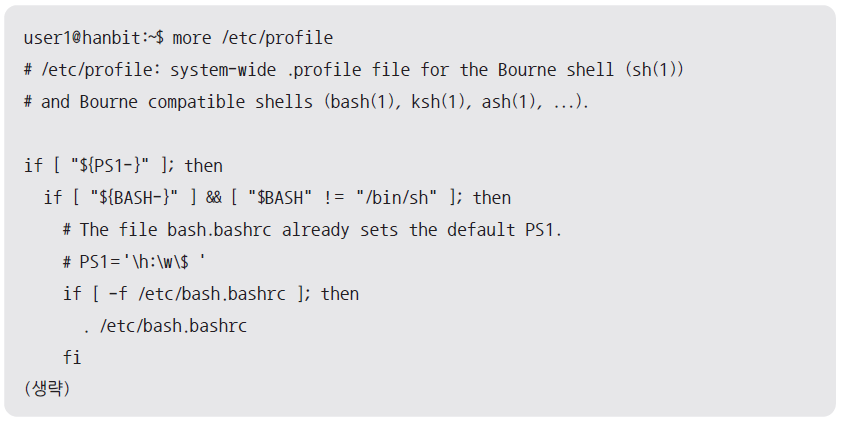 user1@hanbit:~$ more /etc/profile
# /etc/profile: system-wide .profile file for the Bourne shell (sh(1))
# and Bourne compatible shells (bash(1), ksh(1), ash(1), ...).
if [ "${PS1-}" ]; then
if [ "${BASH-}" ] && [ "$BASH" != "/bin/sh" ]; then
# The file bash.bashrc already sets the default PS1.
# PS1='\h:\w\$ '
if [ -f /etc/bash.bashrc ]; then
. /etc/bash.bashrc
fi
(생략)